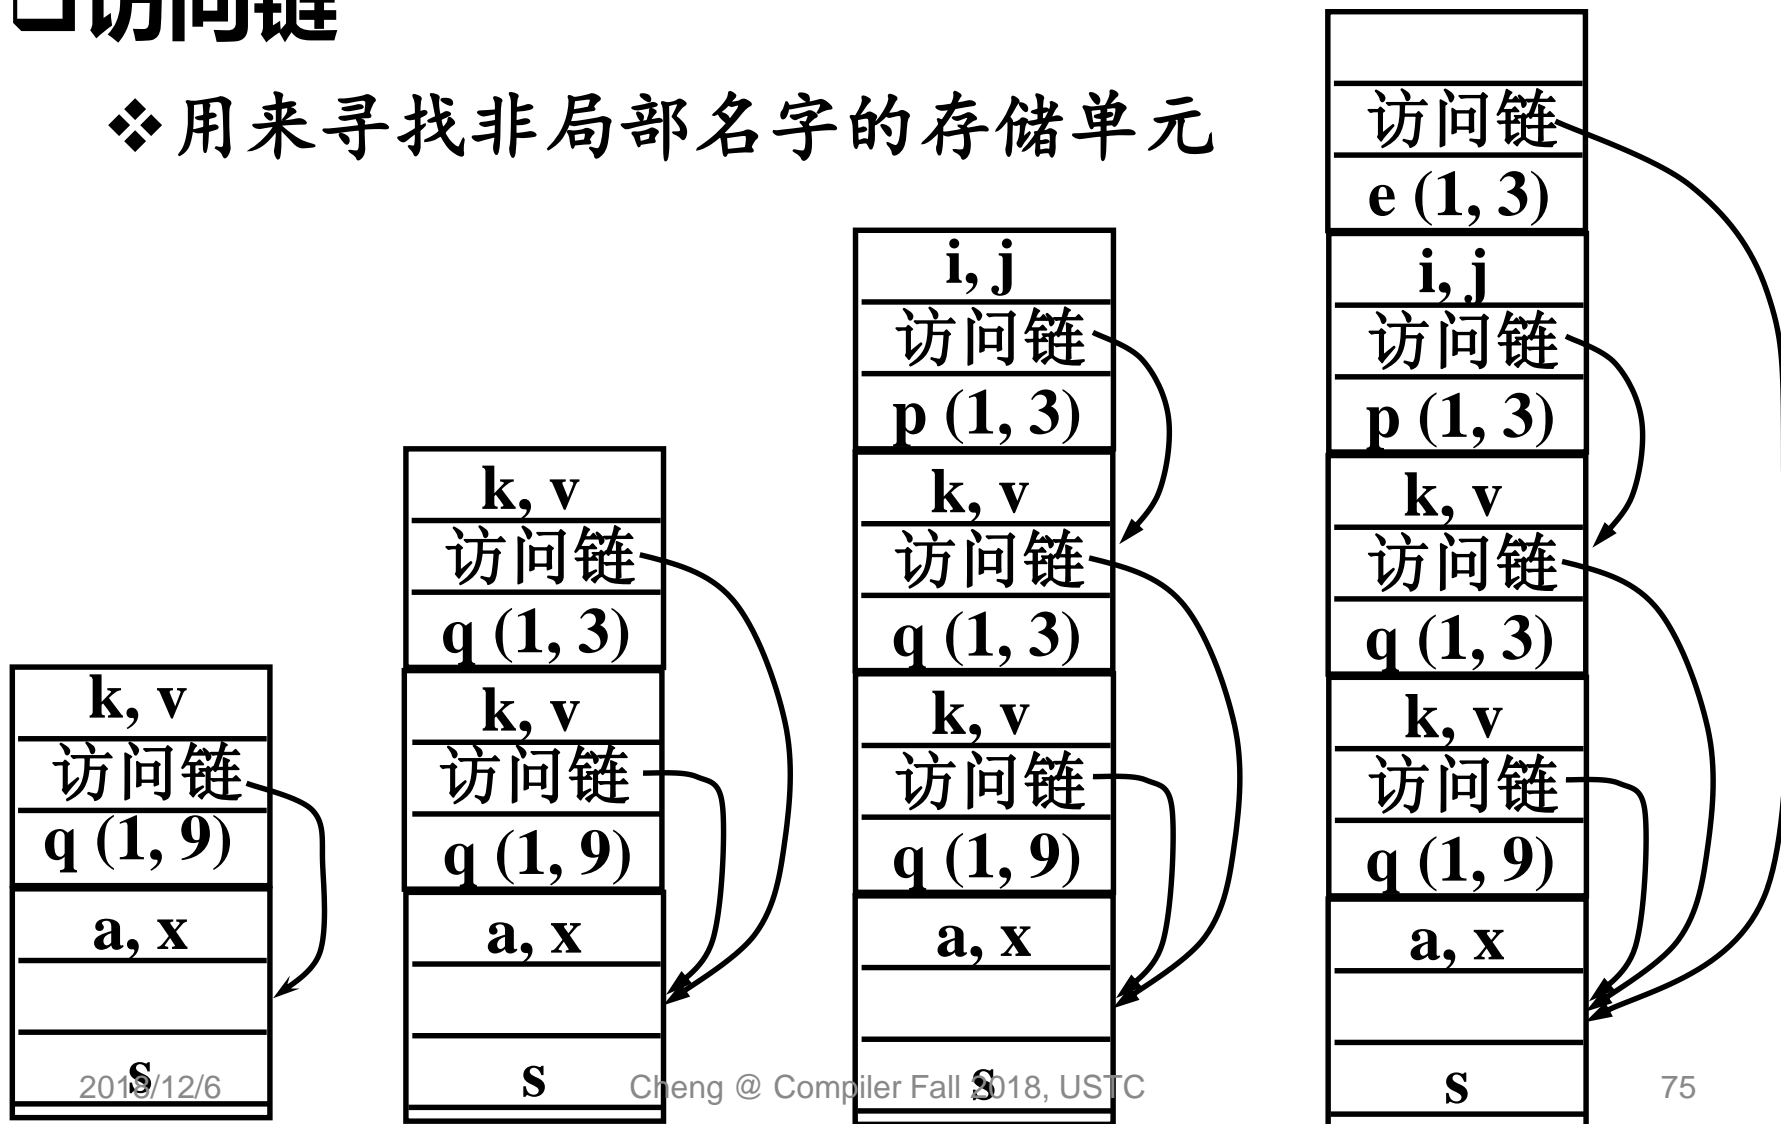 ❑访问链
❖用来寻找非局部名字的存储单元
k, v
访问链
q (1, 9)
a, x
s
k, v
访问链
q (1, 3)
k, v
访问链
q (1, 9)
a, x
s
i, j
访问链
p (1, 3)
k, v
访问链
q (1, 3)
k, v
访问链
q (1, 9)
a, x
s
访问链
e (1, 3)
i, j
访问链
p (1, 3)
k, v
访问链
q (1, 3)
k, v
访问链
q (1, 9)
a, x
s
2018/12/6
Cheng @ Compiler Fall 2018, USTC
75